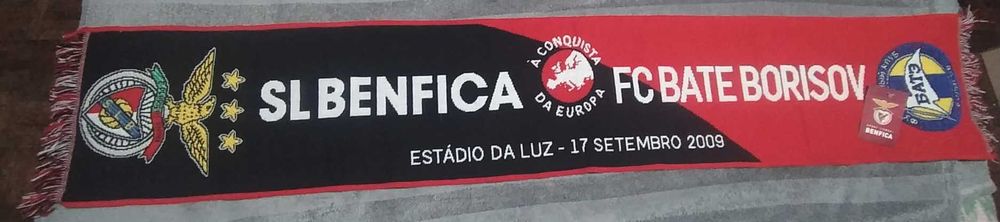 SL BENFICA
À CONQUISTA
DA EUROPA
FC BATE BORISOV
БАТЭ
BENFICA
ESTÁDIO DA LUZ - 17 SETEMBRO 2009